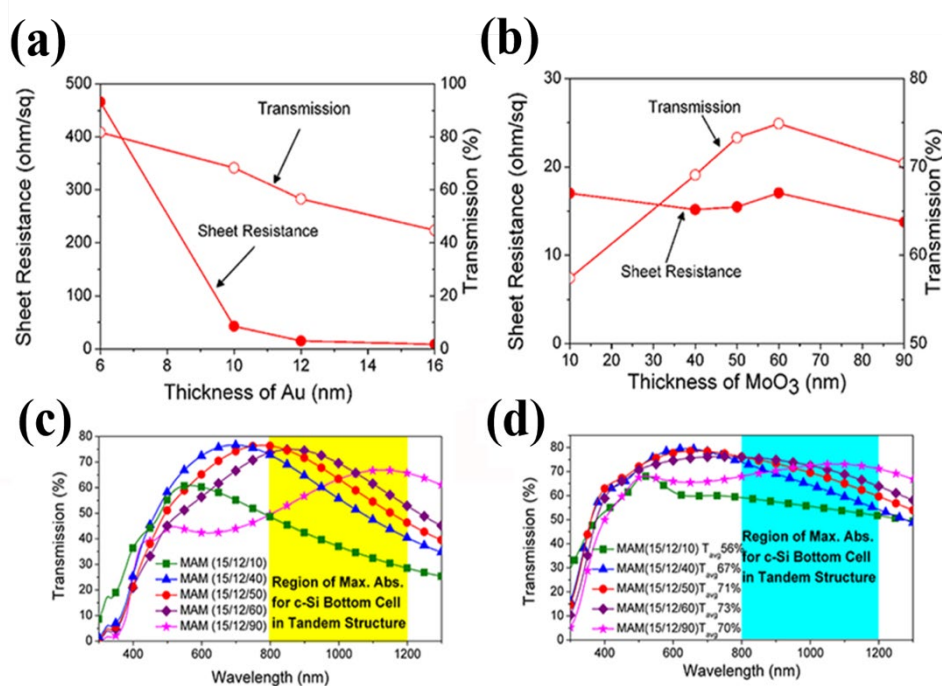 (a)
Sheet Resistance (ohm/sq)
500
400
300
200
250
100
50
0
Transmission
Sheet Resistance
100
80
60
40
20
0
Transmission (%)
6 8 10 12 14 16
Thickness of Au (nm)
(b)
Sheet Resistance (ohm/sq)
30
20
10
0
Transmission
Sheet Resistance
80
70
60
50
Transmission (%)
10 20 30 40 50 60 70 80 90
Thickness of MoO3 (nm)
(c)
Transmission (%)
80
70
60
50
40
30
20
10
0
MAM (15/12/10)
MAM (15/12/40)
MAM (15/12/50)
MAM (15/12/60)
MAM (15/12/90)
Region of Max. Abs.
for c-Si Bottom Cell
in Tandem Structure
400 600 800 1000 1200
Wavelength (nm)
(d)
Transmission (%)
80
70
60
50
40
30
20
10
0
Region of Max. Abs.
for c-Si Bottom Cell
in Tandem Structure
MAM(15/12/10) Tavg56%
MAM(15/12/40)Tavg67%
MAM(15/12/50)Tavg71%
MAM(15/12/60)Tavg73%
MAM(15/12/90)Tavg70%
400 600 800 1000 1200
Wavelength (nm)